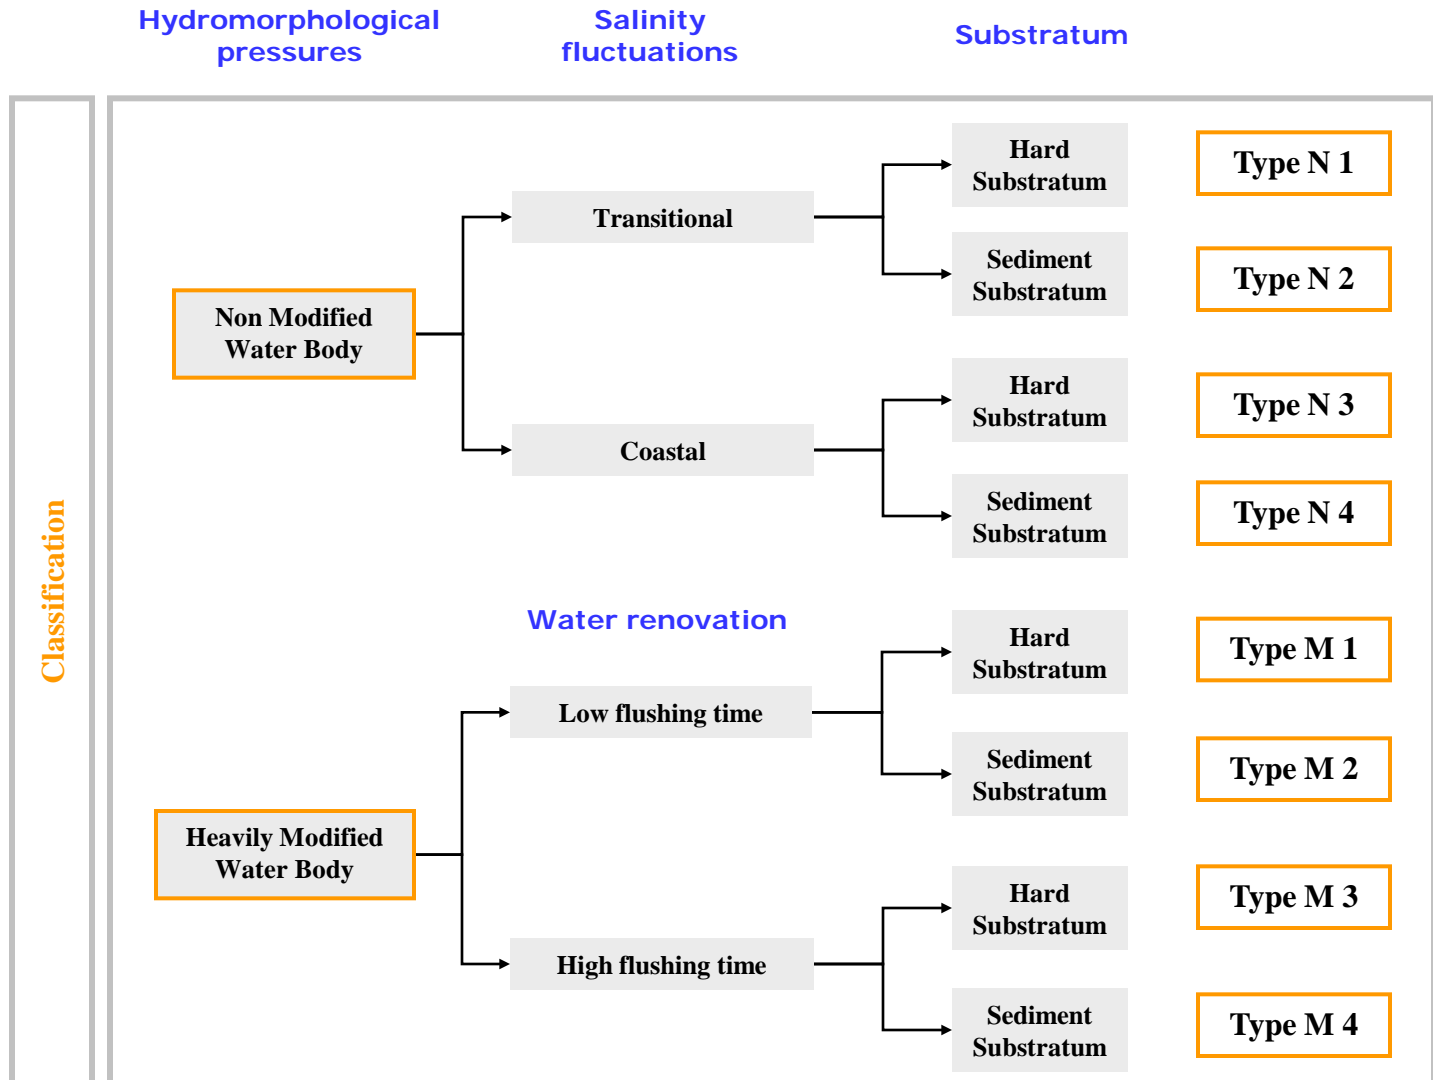 Hydromorphological
pressures
Salinity
fluctuations
Substratum
Classification
Non Modified
Water Body
Transitional
Hard
Substratum
Type N 1
Sediment
Substratum
Type N 2
Coastal
Hard
Substratum
Type N 3
Sediment
Substratum
Type N 4
Water renovation
Heavily Modified
Water Body
Low flushing time
Hard
Substratum
Type M 1
Sediment
Substratum
Type M 2
High flushing time
Hard
Substratum
Type M 3
Sediment
Substratum
Type M 4